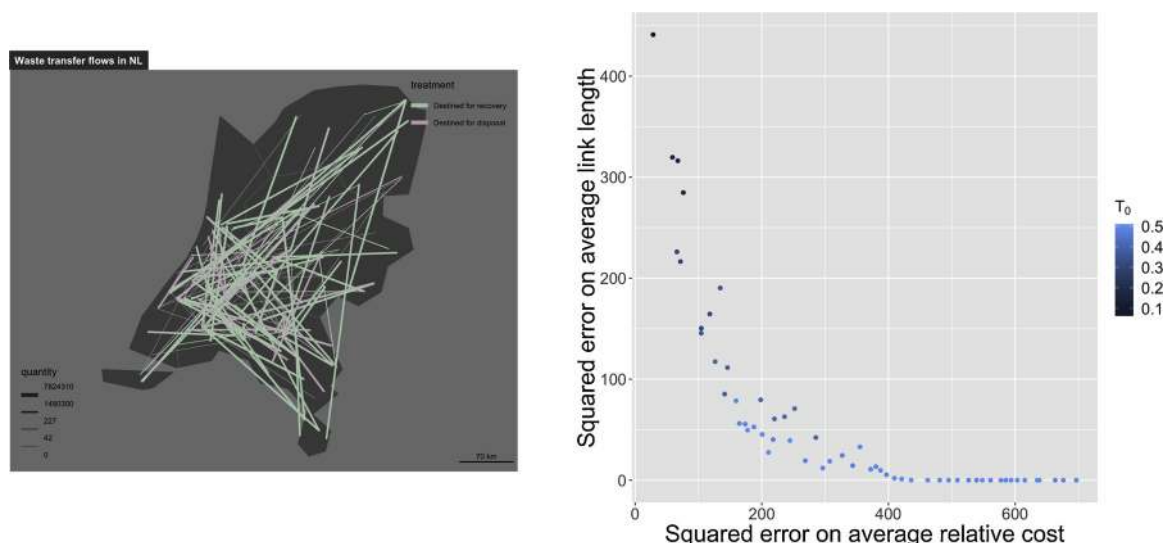 Waste transfer flows in NL
treatment
Destined for recovery
Destined for disposal
quantity
7824310
1493300
227
42
0
70 km
Squared error on average link length
400
300
200
100
0
0
200
400
600
Squared error on average relative cost
T0
0.5
0.4
0.3
0.2
0.1